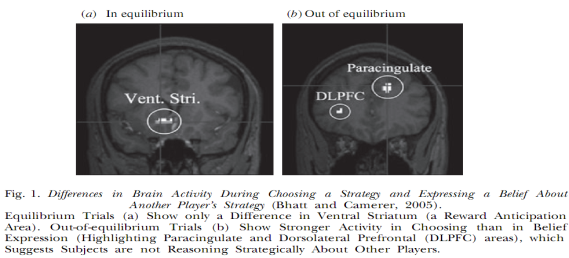 (a) In equilibrium
(b) Out of equilibrium
Vent. Stri.
Paracingulate
DLPFC
Fig. 1. Differences in Brain Activity During Choosing a Strategy and Expressing a Belief About
Another Player's Strategy (Bhatt and Camerer, 2005).
Equilibrium Trials (a) Show only a Difference in Ventral Striatum (a Reward Anticipation
Area). Out-of-equilibrium Trials (b) Show Stronger Activity in Choosing than in Belief
Expression (Highlighting Paracingulate and Dorsolateral Prefrontal (DLPFC) areas), which
Suggests Subjects are not Reasoning Strategically About Other Players.